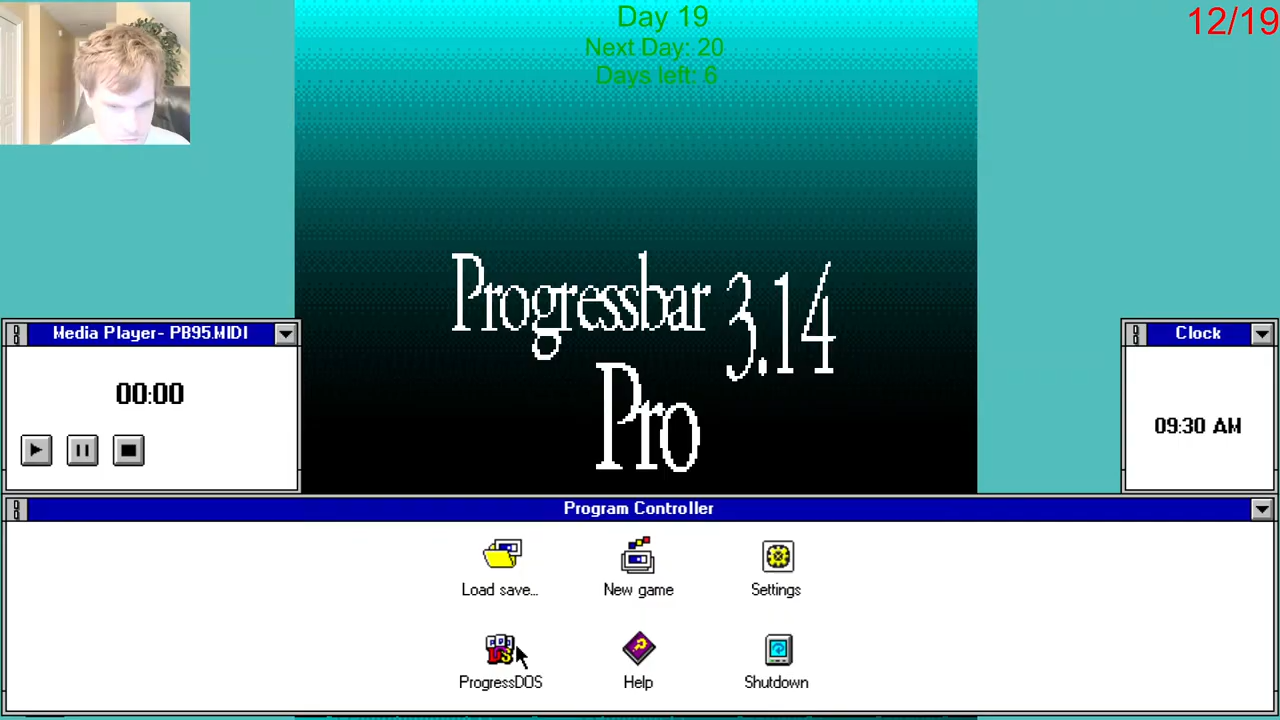 Day 19
Next Day: 20
Days left: 6
12/19
Progressbar 3.14
Pro
Media Player- PB95.MIDI
00:00
Clock
09:30 AM
Program Controller
Load save...
New game
Settings
ProgressDOS
Help
Shutdown